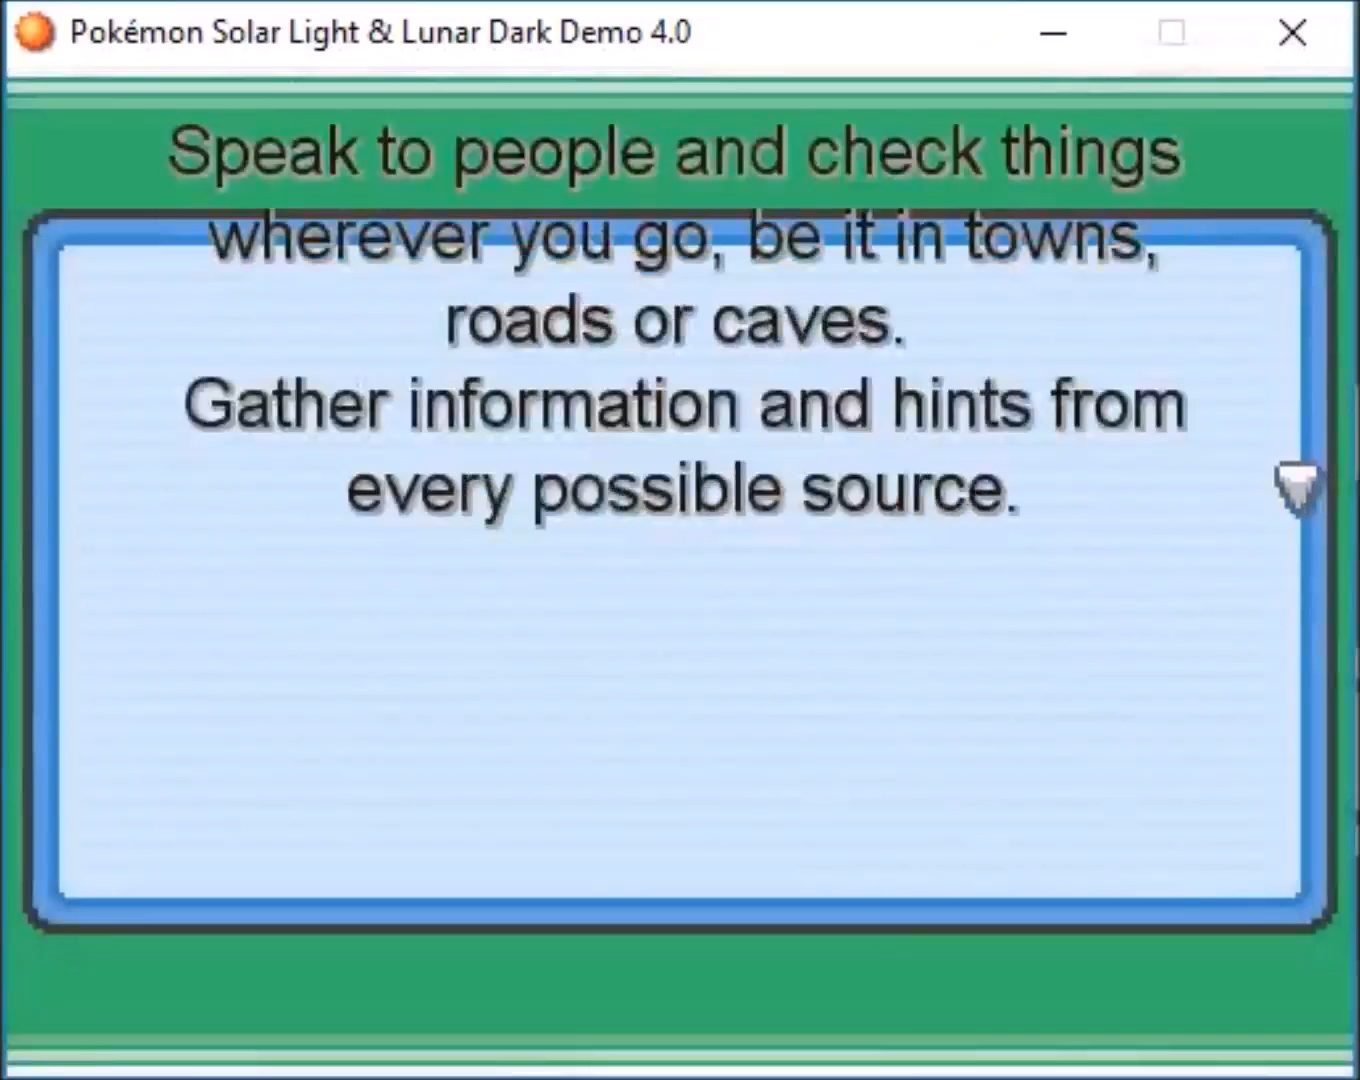 Pokémon Solar Light & Lunar Dark Demo 4.0
Speak to people and check things
wherever you go, be it in towns,
roads or caves.
Gather information and hints from
every possible source.